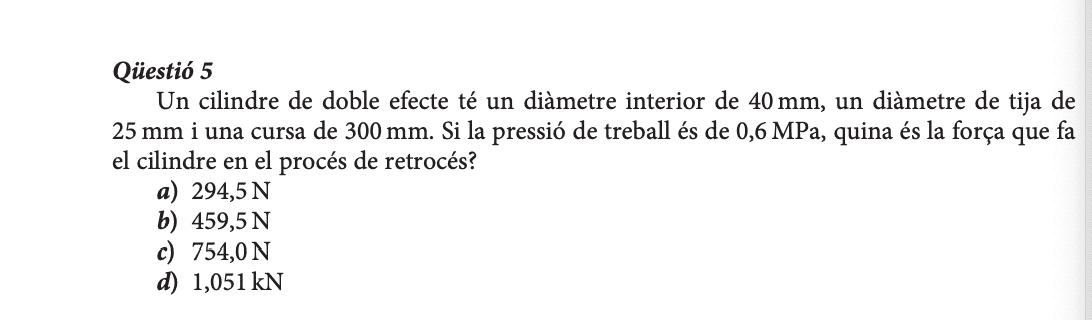 Qüestió 5
Un cilindre de doble efecte té un diàmetre interior de 40 mm, un diàmetre de tija de
25 mm i una cursa de 300 mm. Si la pressió de treball és de 0,6 MPa, quina és la força que fa
el cilindre en el procés de retrocés?
a) 294,5 N
b) 459,5 N
c) 754,0 N
d) 1,051 kN